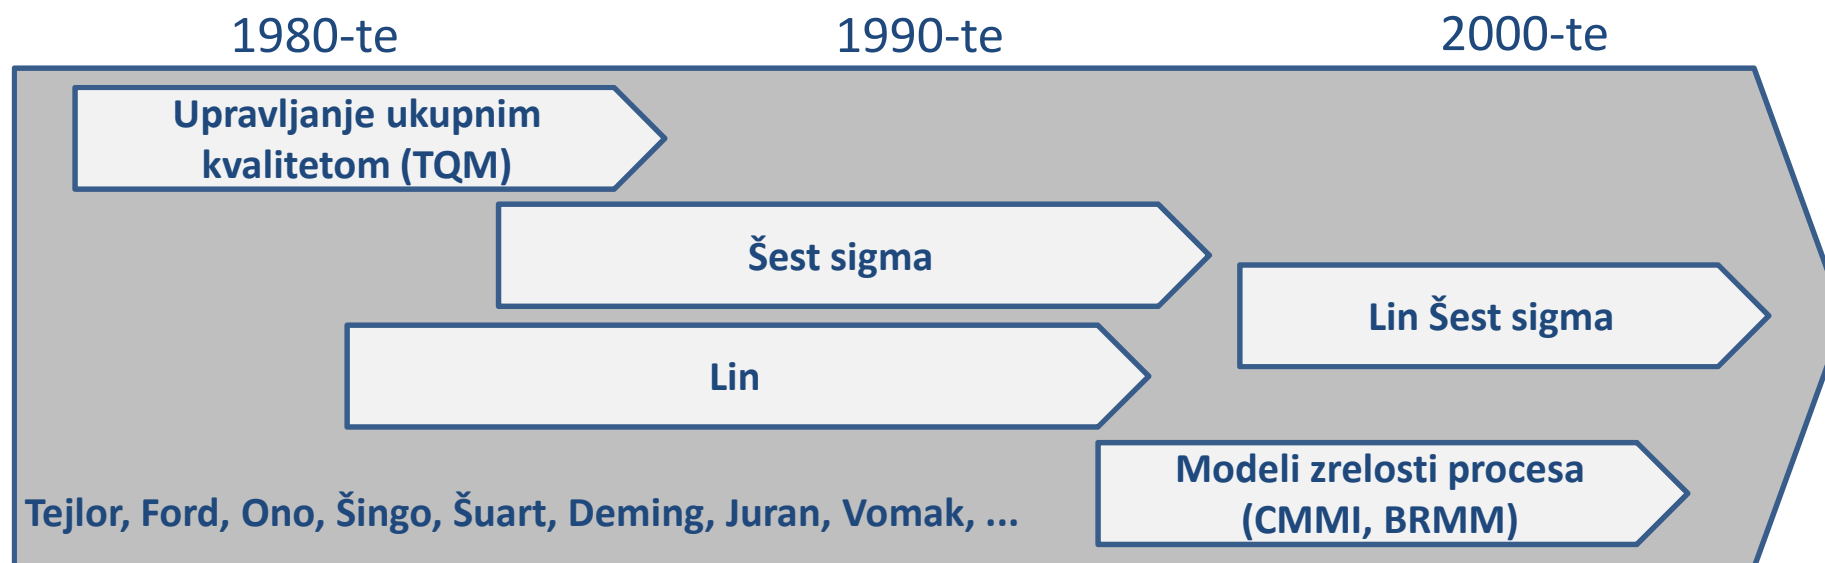 1980-te
1990-te
2000-te
Upravljanje ukupnim
kvalitetom (TQM)
Šest sigma
Lin Šest sigma
Lin
Modeli zrelosti procesa
(CMMI, BRMM)
Tejlor, Ford, Ono, Šingo, Šuart, Deming, Juran, Vomak, ...